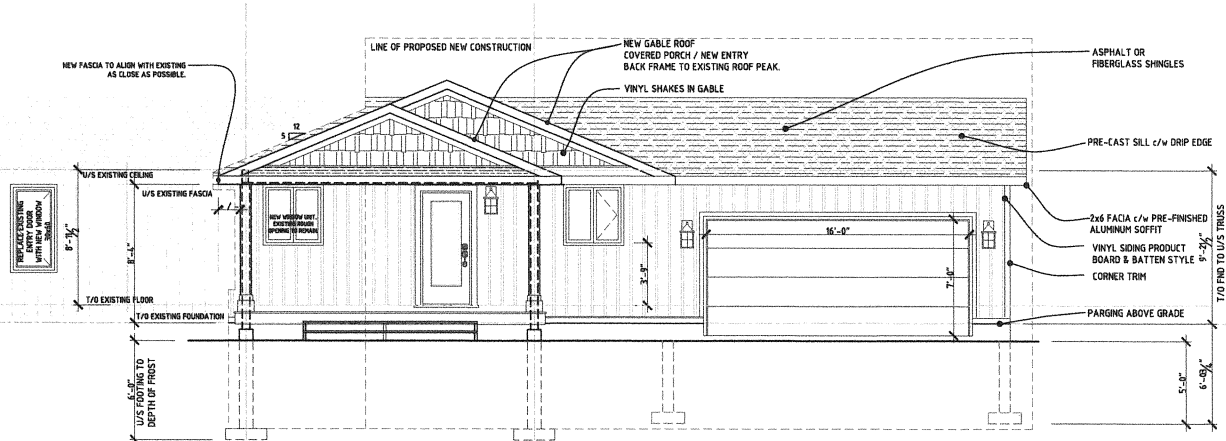 LINE OF PROPOSED NEW CONSTRUCTION
NEW GABLE ROOF
COVERED PORCH / NEW ENTRY
BACK FRAME TO EXISTING ROOF PEAK.
ASPHALT OR
FIBERGLASS SHINGLES
NEW FASCIA TO ALIGN WITH EXISTING
AS CLOSE AS POSSIBLE.
VINYL SHAKES IN GABLE
12
5
PRE-CAST SILL c/w DRIP EDGE
U/S EXISTING CEILING
U/S EXISTING FASCIA
REPLACE EXISTING
ENTRY DOOR
WITH NEW WINDOW
8'-11½"
8'-4"
NEW WINDOW UNIT.
EXISTING ROUGH
OPENING TO REMAIN.
16'-0"
7'-0"
3'-9"
2x6 FACIA c/w PRE-FINISHED
ALUMINUM SOFFIT
VINYL SIDING PRODUCT
BOARD & BATTEN STYLE
CORNER TRIM
9'-2½"
T/O FND TO U/S TRUSS
T/O EXISTING FLOOR
T/O EXISTING FOUNDATION
PARGING ABOVE GRADE
6'-0"
U/S FOOTING TO
DEPTH OF FROST
5'-0"